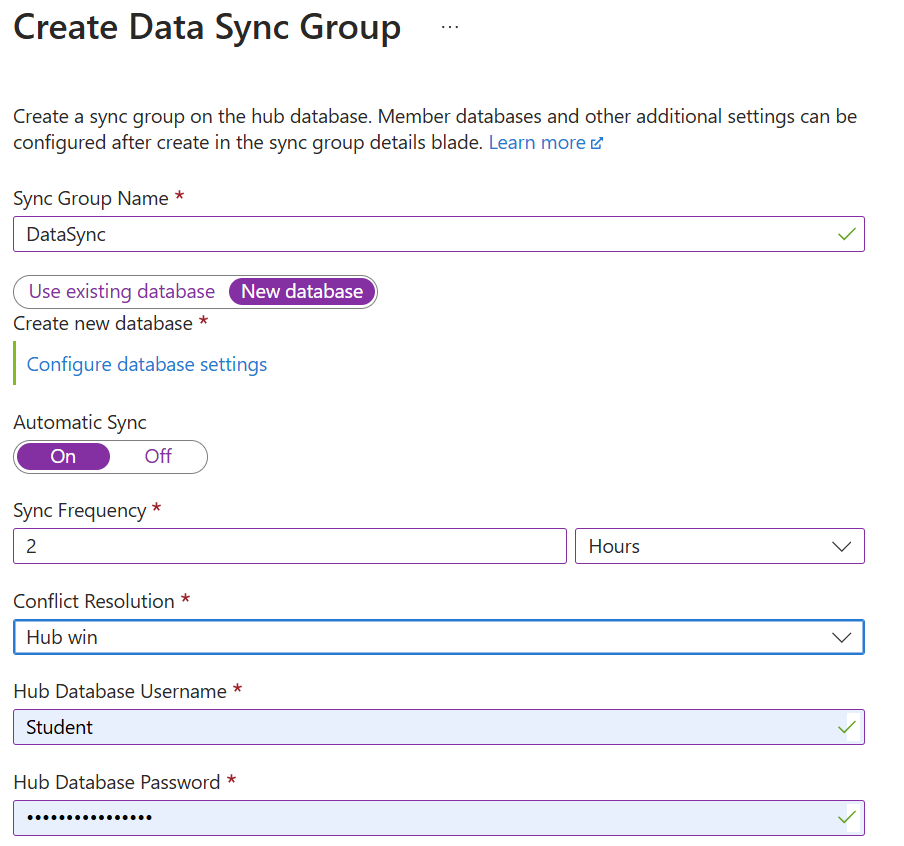 Create Data Sync Group ...
Create a sync group on the hub database. Member databases and other additional settings can be
configured after create in the sync group details blade. Learn more
Sync Group Name *
DataSync
Use existing database New database
Create new database *
Configure database settings
Automatic Sync
On Off
Sync Frequency *
2 Hours
Conflict Resolution *
Hub win
Hub Database Username *
Student
Hub Database Password *
••••••••••••••••